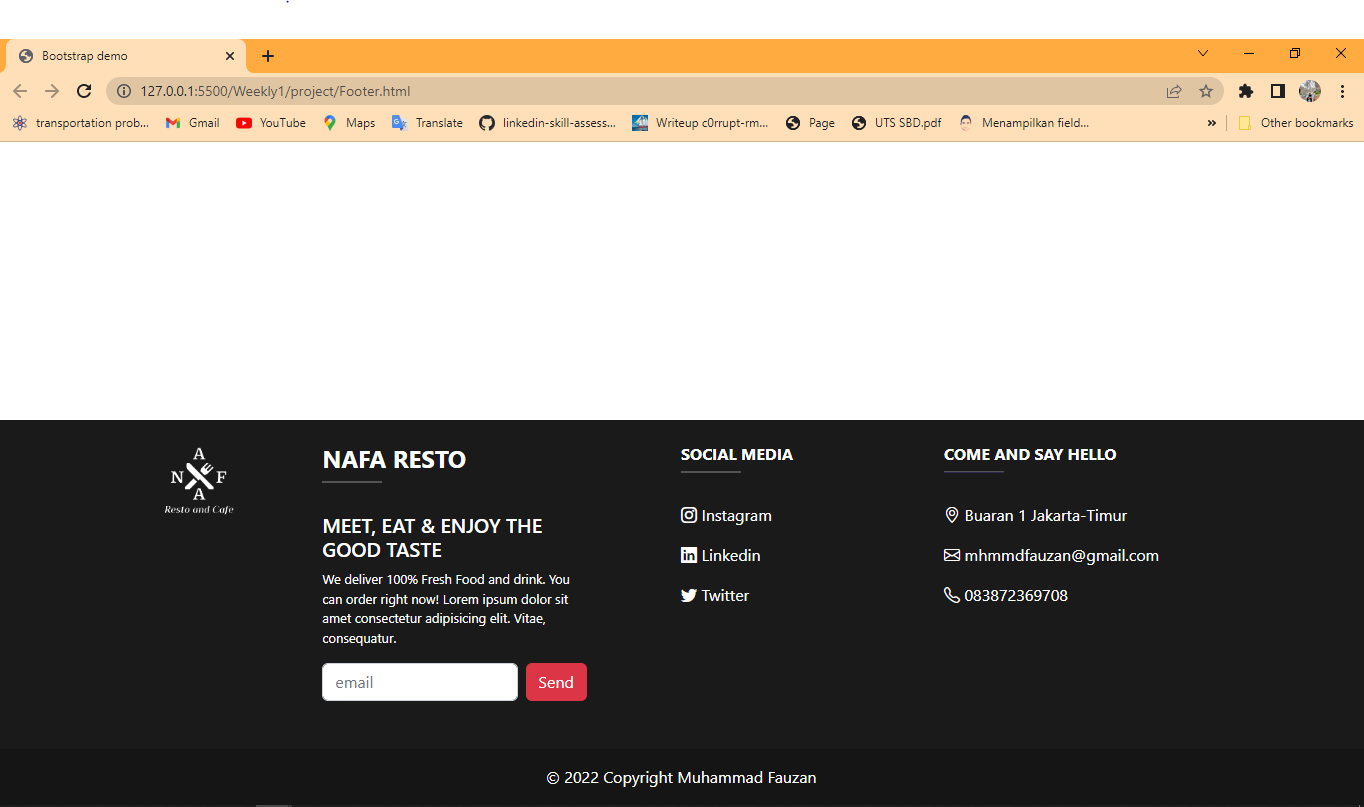 Bootstrap demo
127.0.0.1:5500/Weekly1/project/Footer.html
transportation prob... Gmail YouTube Maps Translate linkedin-skill-assess... Writeup c0rrupt-rm... Page UTS SBD.pdf Menampilkan field... » Other bookmarks
A
N F
A
Resto and Cafe
NAFA RESTO
MEET, EAT & ENJOY THE
GOOD TASTE
We deliver 100% Fresh Food and drink. You
can order right now! Lorem ipsum dolor sit
amet consectetur adipisicing elit. Vitae,
consequatur.
email Send
SOCIAL MEDIA
Instagram
Linkedin
Twitter
COME AND SAY HELLO
Buaran 1 Jakarta-Timur
mhmmdfauzan@gmail.com
083872369708
© 2022 Copyright Muhammad Fauzan